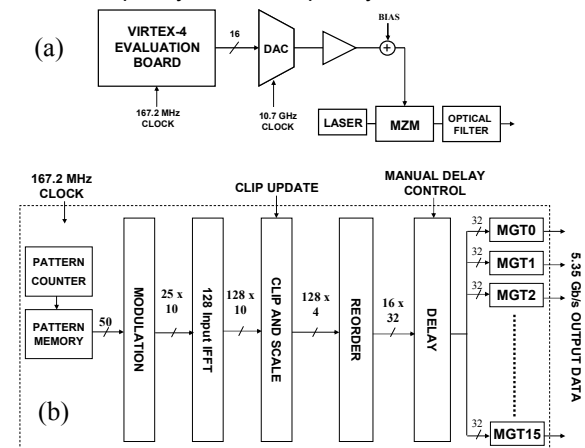 (a)
VIRTEX-4
EVALUATION
BOARD
16
DAC
BIAS
+
167.2 MHz
CLOCK
10.7 GHz
CLOCK
LASER
MZM
OPTICAL
FILTER
167.2 MHz
CLOCK
CLIP UPDATE
MANUAL DELAY
CONTROL
PATTERN
COUNTER
PATTERN
MEMORY
50
MODULATION
25 x
10
128 Input IFFT
128 x
10
CLIP AND SCALE
128 x
4
REORDER
16 x
32
DELAY
32
MGT0
32
MGT1
32
MGT2
32
MGT15
5.35 Gb/s OUTPUT DATA
(b)